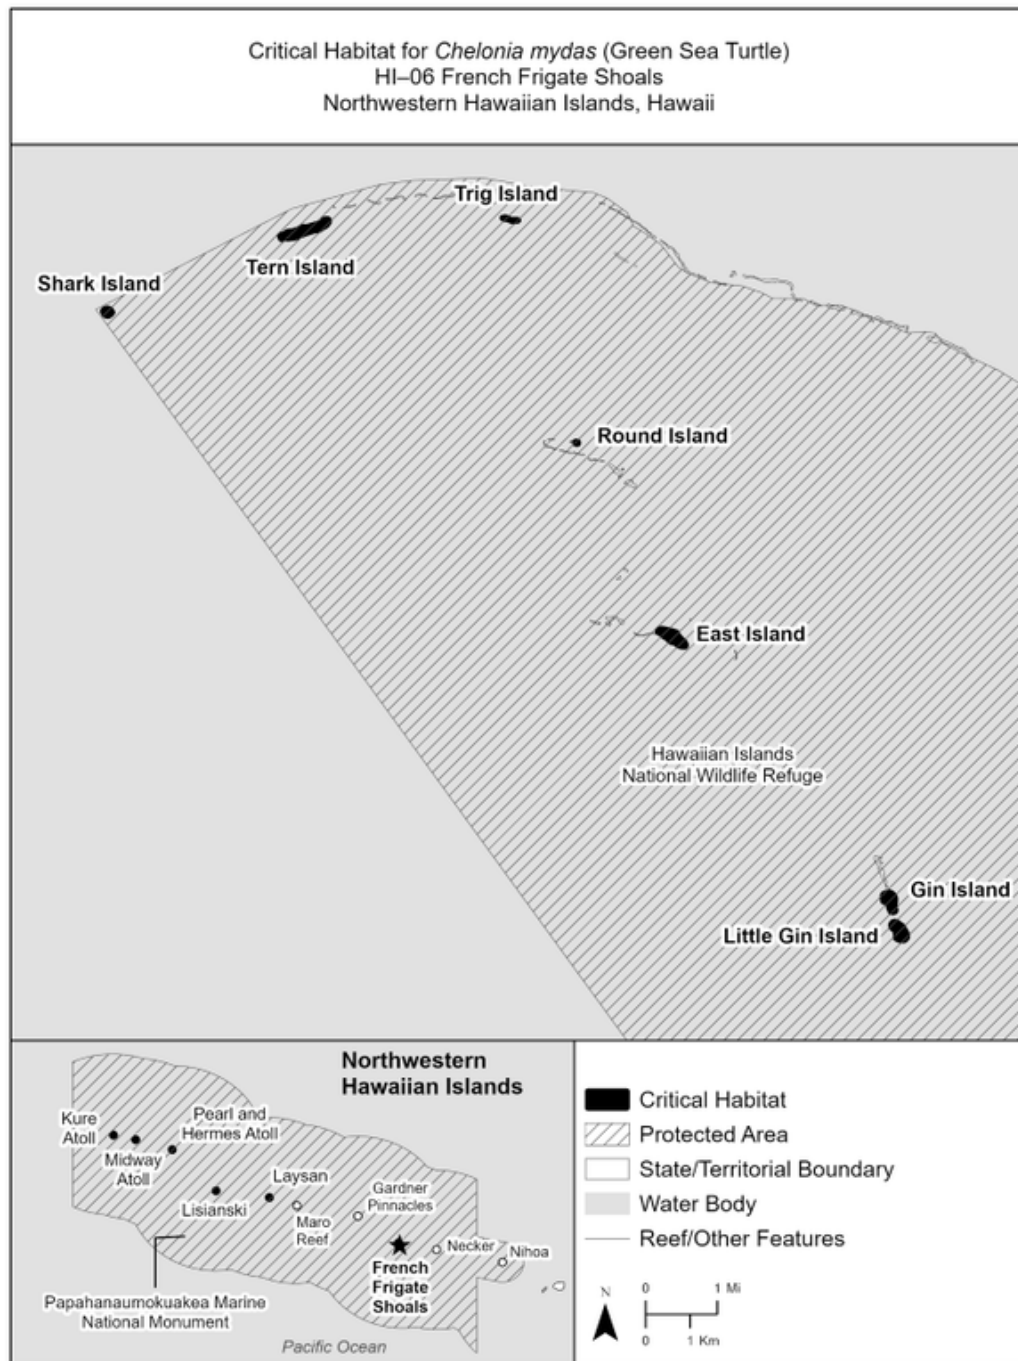 Critical Habitat for Chelonia mydas (Green Sea Turtle)
HI–06 French Frigate Shoals
Northwestern Hawaiian Islands, Hawaii
Trig Island
Tern Island
Shark Island
Round Island
East Island
Hawaiian Islands
National Wildlife Refuge
Gin Island
Little Gin Island
Northwestern
Hawaiian Islands
Kure
Atoll
Midway
Atoll
Pearl and
Hermes Atoll
Lisianski
Laysan
Maro
Reef
Gardner
Pinnacles
French
Frigate
Shoals
Necker
Nihoa
Papahanaumokuakea Marine
National Monument
Pacific Ocean
Critical Habitat
Protected Area
State/Territorial Boundary
Water Body
Reef/Other Features
N
0 1 Mi
0 1 Km